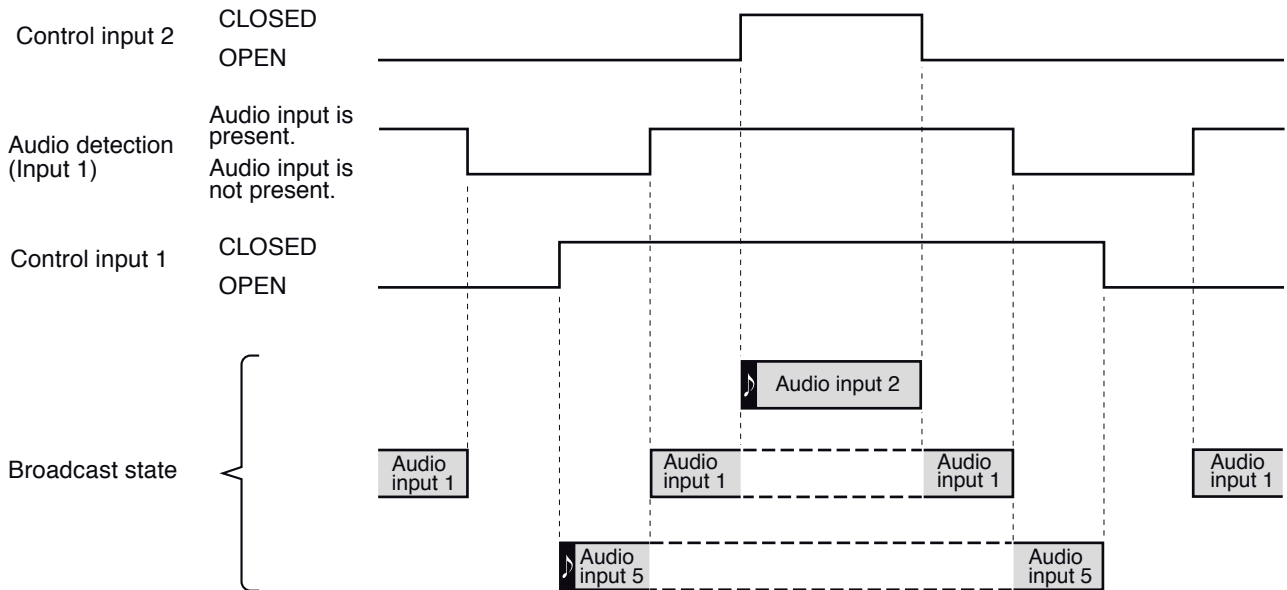 Control input 2
CLOSED
OPEN
Audio detection
(Input 1)
Audio input is
present.
Audio input is
not present.
Control input 1
CLOSED
OPEN
Broadcast state
Audio input 2
Audio
input 1
Audio
input 1
Audio
input 1
Audio
input 1
Audio
input 5
Audio
input 5